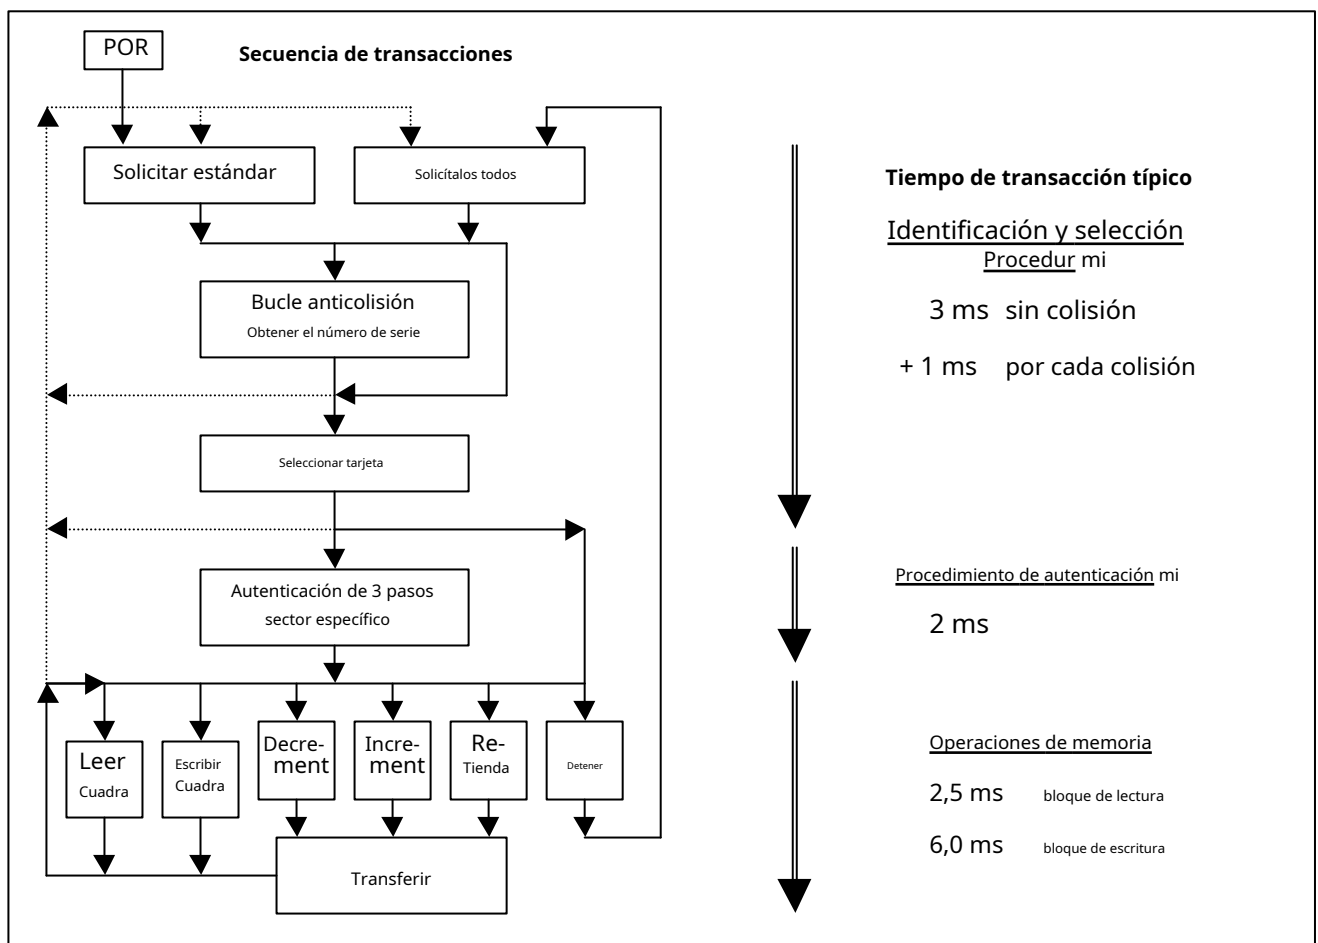 POR
Secuencia de transacciones
Solicitar estándar
Solicítalos todos
Tiempo de transacción típico
Identificación y selección
Procedur mi
Bucle anticolisión
Obtener el número de serie
3 ms sin colisión
+ 1 ms por cada colisión
Seleccionar tarjeta
Autenticación de 3 pasos
sector específico
Procedimiento de autenticación mi
2 ms
Leer
Cuadra
Escribir
Cuadra
Decre-
ment
Incre-
ment
Re-
Tienda
Detener
Operaciones de memoria
2,5 ms bloque de lectura
6,0 ms bloque de escritura
Transferir